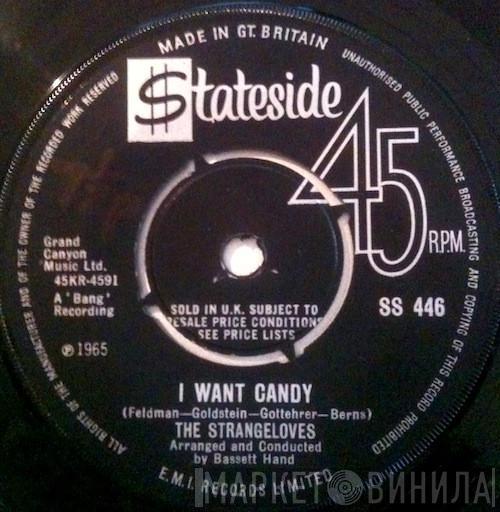 MADE IN GT. BRITAIN
UNAUTHORISED PUBLIC PERFORMANCE BROADCASTING AND COPYING OF THIS RECORD PROHIBITED
ALL RIGHTS OF THE MANUFACTURER AND OF THE OWNER OF THE RECORDED WORK RESERVED
$tateside
45
R.P.M.
Grand
Canyon
Music Ltd.
45KR-4591
A 'Bang'
Recording
℗ 1965
SS 446
SOLD IN U.K. SUBJECT TO
RESALE PRICE CONDITIONS
SEE PRICE LISTS
I WANT CANDY
(Feldman—Goldstein—Gottehrer—Berns)
THE STRANGELOVES
Arranged and Conducted
by Bassett Hand
E.M.I. RECORDS LIMITED
МАРКЕТ ВИНИЛА